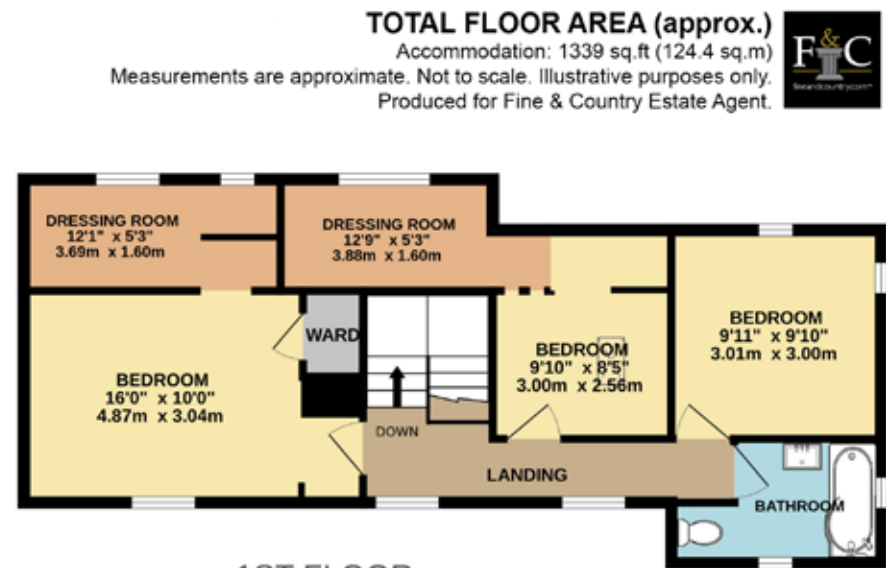 TOTAL FLOOR AREA (approx.)
Accommodation: 1339 sq.ft (124.4 sq.m)
Measurements are approximate. Not to scale. Illustrative purposes only.
Produced for Fine & Country Estate Agent.
F&C
fineandcountry.com™
DRESSING ROOM
12'1" x 5'3"
3.69m x 1.60m
DRESSING ROOM
12'9" x 5'3"
3.88m x 1.60m
WARD
BEDROOM
16'0" x 10'0"
4.87m x 3.04m
DOWN
BEDROOM
9'10" x 8'5"
3.00m x 2.56m
BEDROOM
9'11" x 9'10"
3.01m x 3.00m
LANDING
BATHROOM
1ST FLOOR